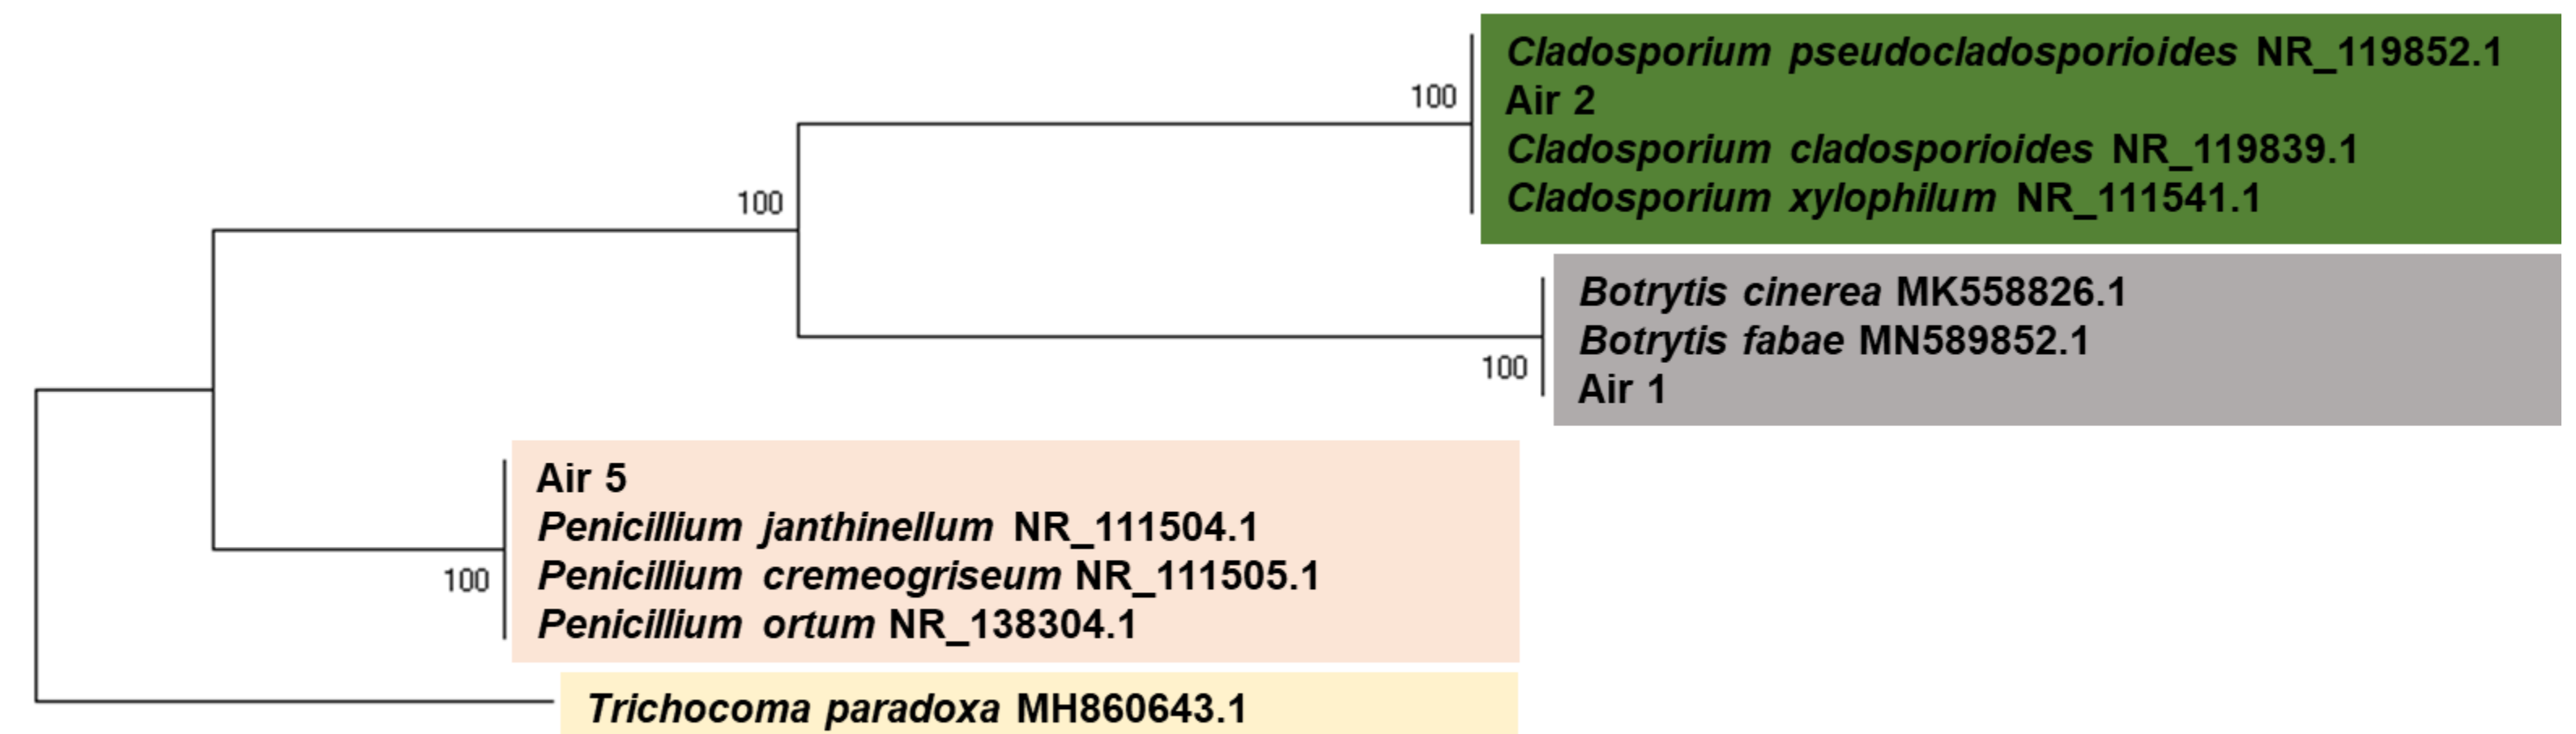 Cladosporium pseudocladosporioides NR_119852.1
100
Air 2
Cladosporium cladosporioides NR_119839.1
Cladosporium xylophilum NR_111541.1
100
Botrytis cinerea MK558826.1
Botrytis fabae MN589852.1
100
Air 1
Air 5
Penicillium janthinellum NR_111504.1
Penicillium cremeogriseum NR_111505.1
100
Penicillium ortum NR_138304.1
Trichocoma paradoxa MH860643.1